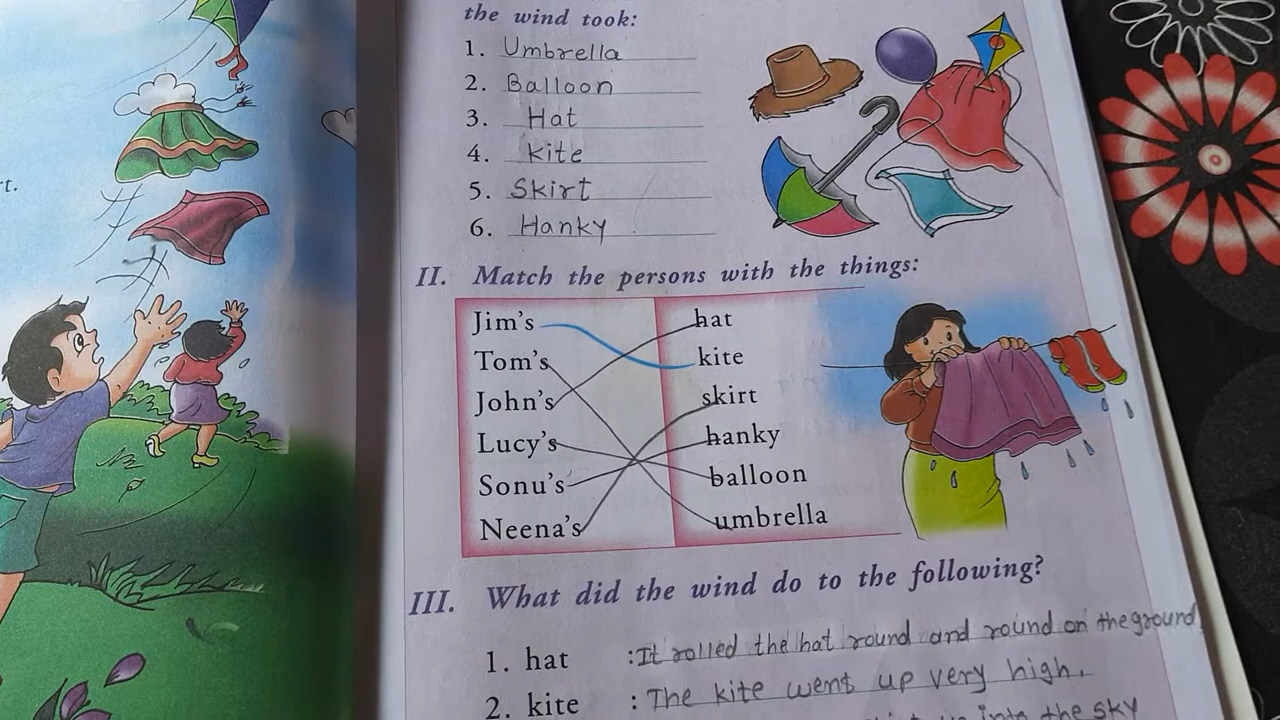 the wind took:
1. Umbrella
2. Balloon
3. Hat
4. kite
5. Skirt
6. Hanky
II. Match the persons with the things:
Jim's hat
Tom's kite
John's skirt
Lucy's hanky
Sonu's balloon
Neena's umbrella
III. What did the wind do to the following?
1. hat :It rolled the hat round and round on the ground
2. kite : The kite went up very high.
into the sky